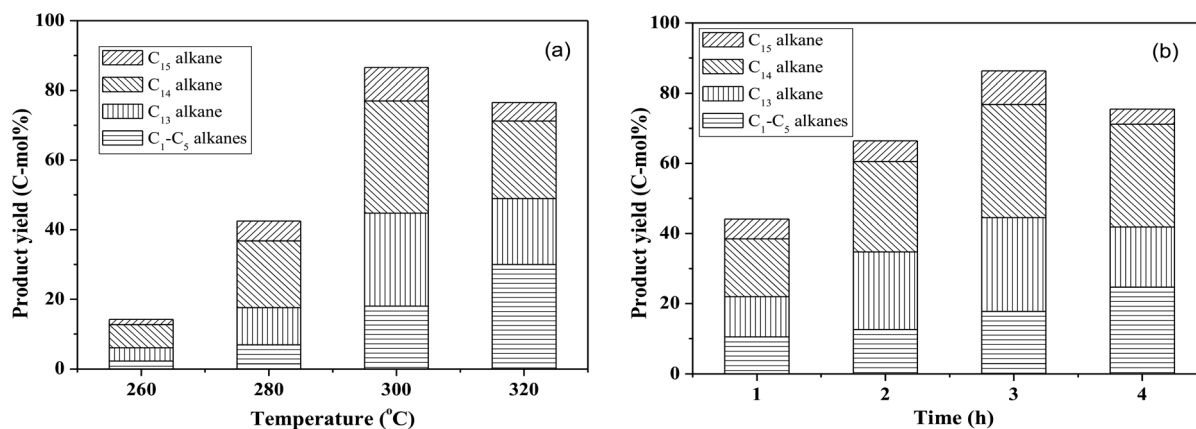 (a)
C15 alkane
C14 alkane
C13 alkane
C1-C5 alkanes
Product yield (C-mol%)
100
80
60
40
20
0
260 280 300 320
Temperature (°C)
(b)
C15 alkane
C14 alkane
C13 alkane
C1-C5 alkanes
Product yield (C-mol%)
100
80
60
40
20
0
1 2 3 4
Time (h)